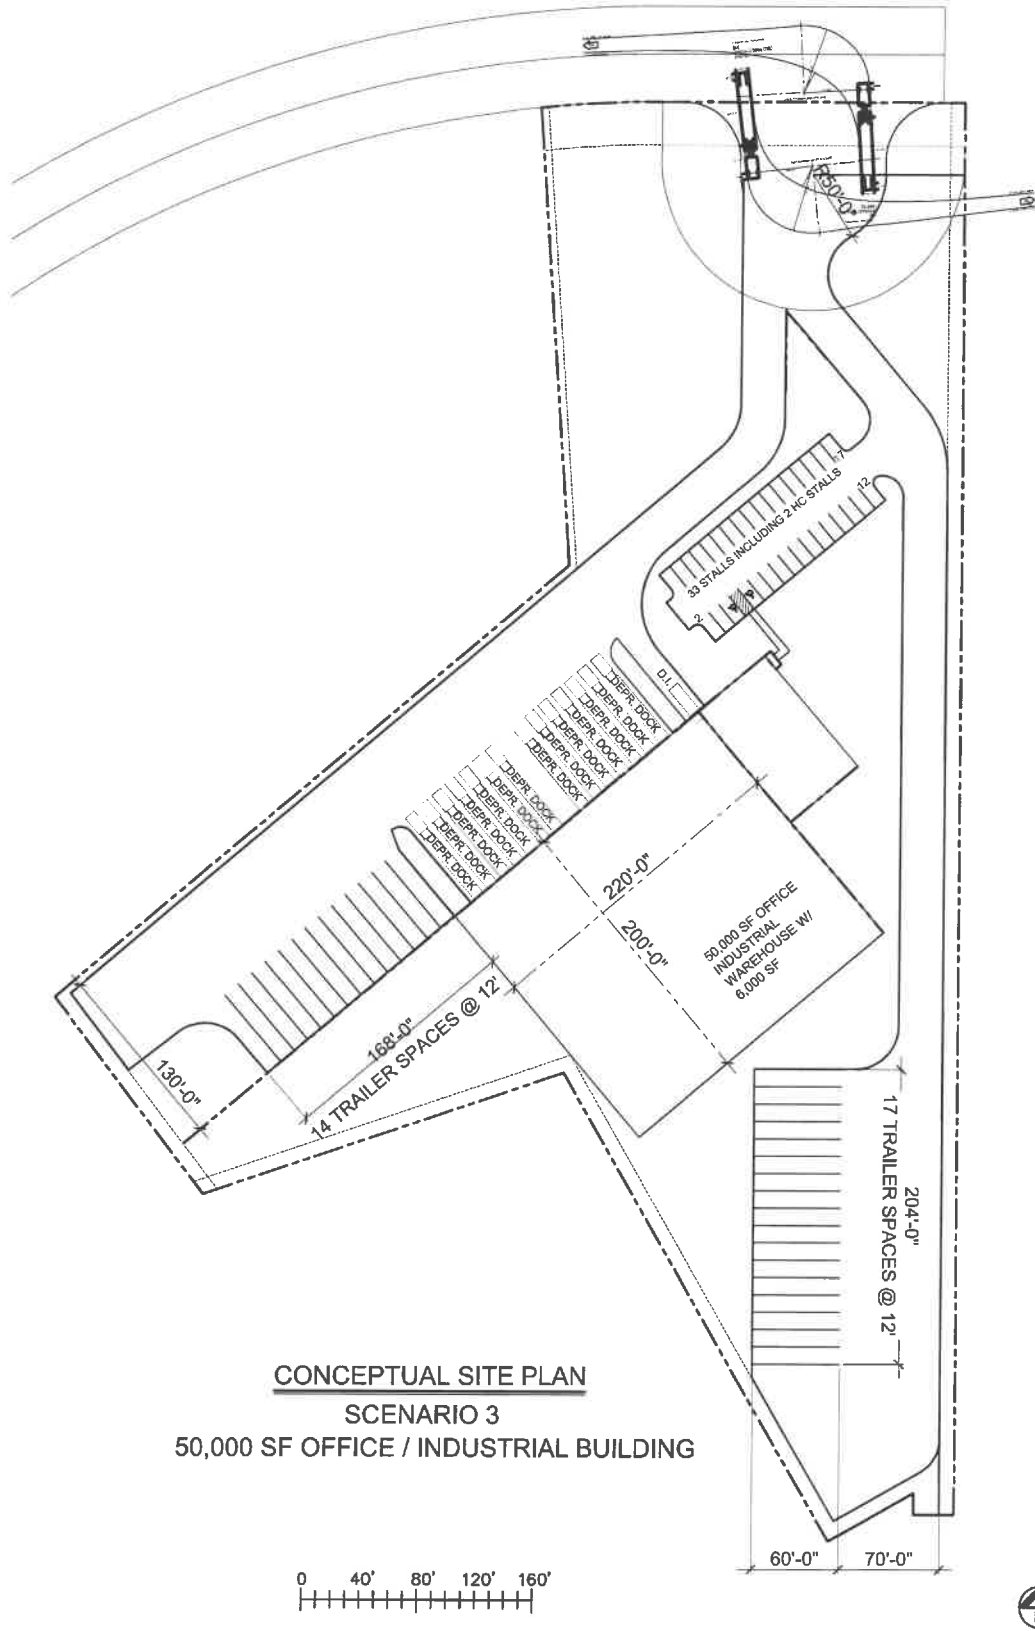 R50'-0"
33 STALLS INCLUDING 2 HC STALLS
17
12
2
D.I.
DEPR. DOCK
DEPR. DOCK
DEPR. DOCK
DEPR. DOCK
DEPR. DOCK
DEPR. DOCK
DEPR. DOCK
DEPR. DOCK
DEPR. DOCK
DEPR. DOCK
DEPR. DOCK
DEPR. DOCK
220'-0"
200'-0"
50,000 SF OFFICE
INDUSTRIAL
WAREHOUSE W/
6,000 SF
130'-0"
168'-0"
14 TRAILER SPACES @ 12'
204'-0"
17 TRAILER SPACES @ 12'
CONCEPTUAL SITE PLAN
SCENARIO 3
50,000 SF OFFICE / INDUSTRIAL BUILDING
60'-0"
70'-0"
0 40' 80' 120' 160'